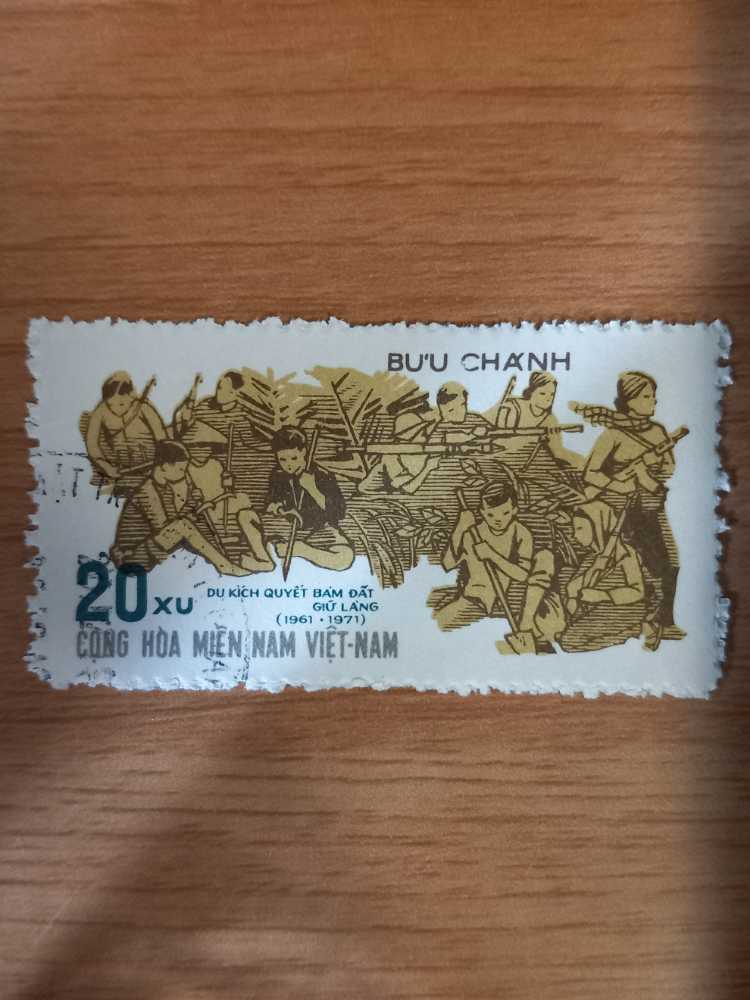 BƯU CHÁNH
20 XU
DU KÍCH QUYẾT BÁM ĐẤT
GIỮ LÀNG
(1961 · 1971)
CỘNG HÒA MIỀN NAM VIỆT-NAM